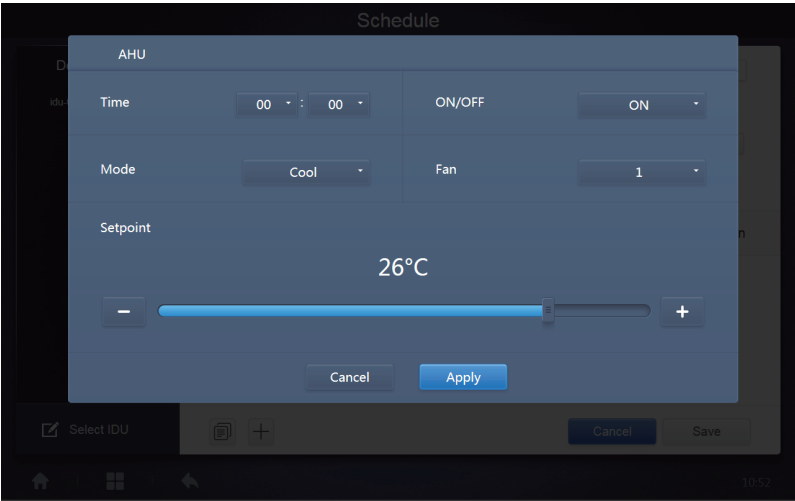 Schedule
AHU
Time 00 : 00 ON/OFF ON
Mode Cool Fan 1
Setpoint
26°C
Cancel Apply
Select IDU Cancel Save
10:52